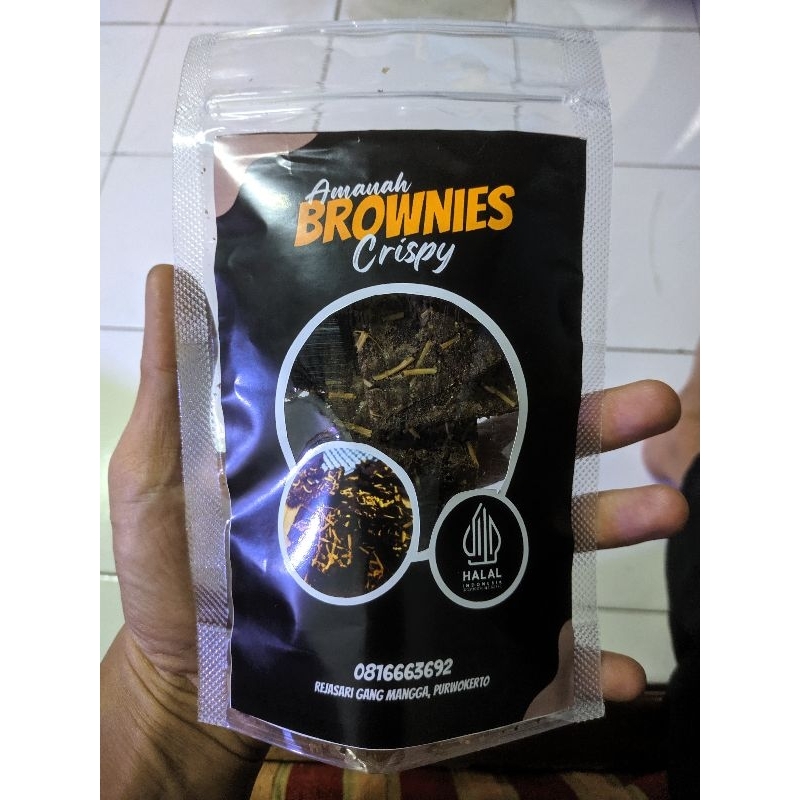 Amanah
BROWNIES
Crispy
HALAL
INDONESIA
0816663692
REJASARI GANG MANGGA, PURWOKERTO